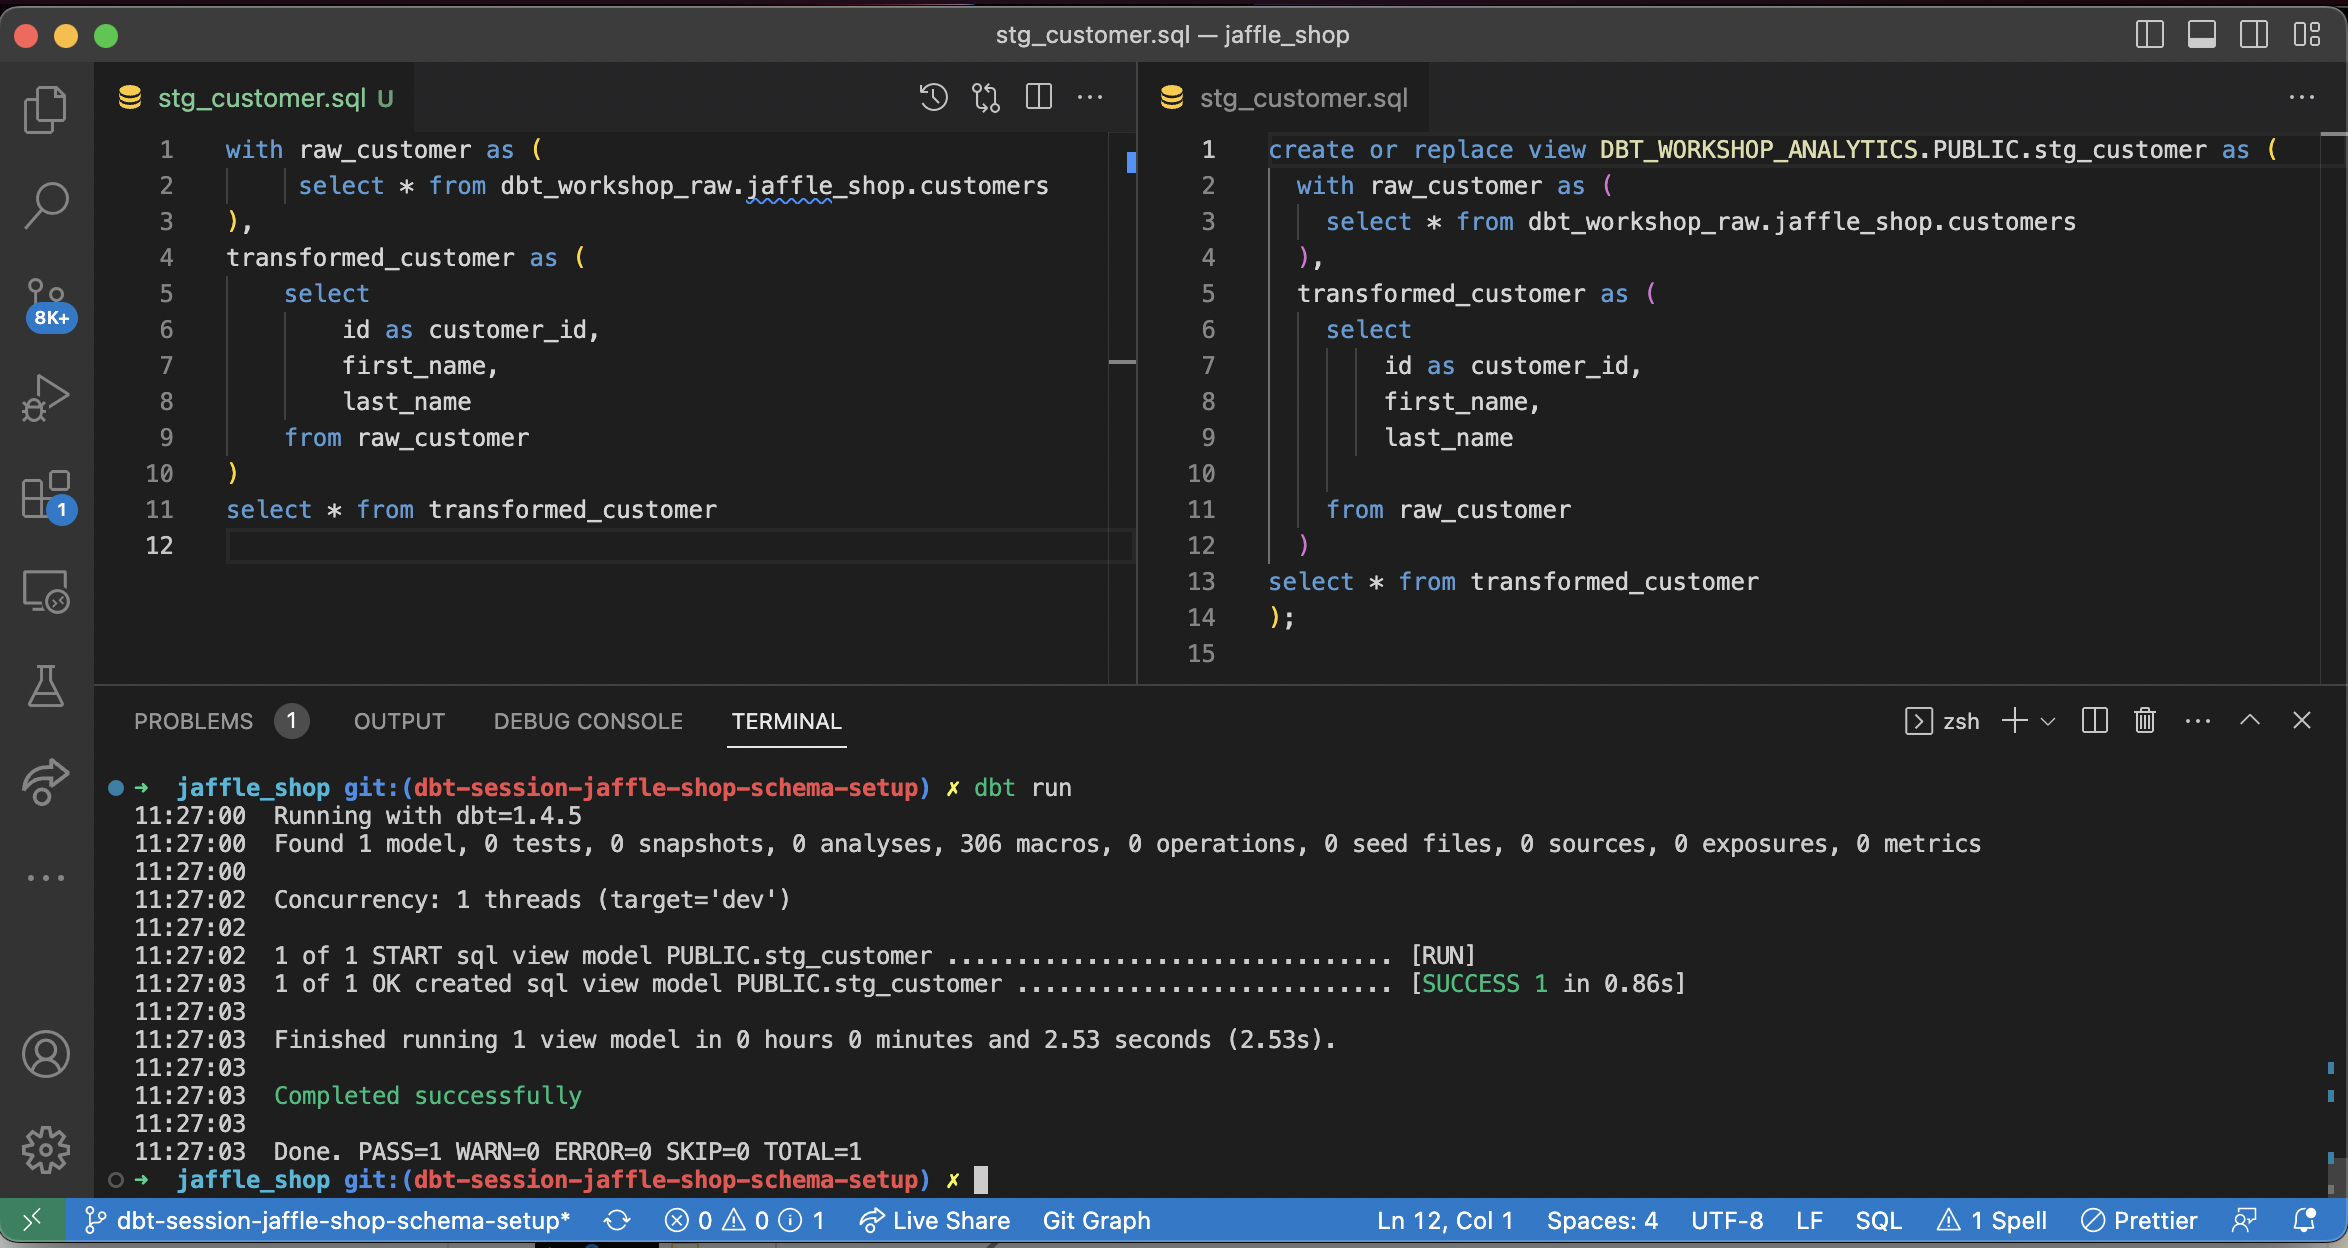 stg_customer.sql — jaffle_shop
stg_customer.sql U
1 with raw_customer as (
2 select * from dbt_workshop_raw.jaffle_shop.customers
3 ),
4 transformed_customer as (
5 select
6 id as customer_id,
7 first_name,
8 last_name
9 from raw_customer
10 )
11 select * from transformed_customer
12
stg_customer.sql
1 create or replace view DBT_WORKSHOP_ANALYTICS.PUBLIC.stg_customer as (
2 with raw_customer as (
3 select * from dbt_workshop_raw.jaffle_shop.customers
4 ),
5 transformed_customer as (
6 select
7 id as customer_id,
8 first_name,
9 last_name
10
11 from raw_customer
12 )
13 select * from transformed_customer
14 );
15
8K+
1
PROBLEMS 1 OUTPUT DEBUG CONSOLE TERMINAL zsh
➜ jaffle_shop git:(dbt-session-jaffle-shop-schema-setup) ✗ dbt run
11:27:00 Running with dbt=1.4.5
11:27:00 Found 1 model, 0 tests, 0 snapshots, 0 analyses, 306 macros, 0 operations, 0 seed files, 0 sources, 0 exposures, 0 metrics
11:27:00
11:27:02 Concurrency: 1 threads (target='dev')
11:27:02
11:27:02 1 of 1 START sql view model PUBLIC.stg_customer ................................ [RUN]
11:27:03 1 of 1 OK created sql view model PUBLIC.stg_customer ........................... [SUCCESS 1 in 0.86s]
11:27:03
11:27:03 Finished running 1 view model in 0 hours 0 minutes and 2.53 seconds (2.53s).
11:27:03
11:27:03 Completed successfully
11:27:03
11:27:03 Done. PASS=1 WARN=0 ERROR=0 SKIP=0 TOTAL=1
➜ jaffle_shop git:(dbt-session-jaffle-shop-schema-setup) ✗
dbt-session-jaffle-shop-schema-setup* 0 0 1 Live Share Git Graph Ln 12, Col 1 Spaces: 4 UTF-8 LF SQL 1 Spell Prettier